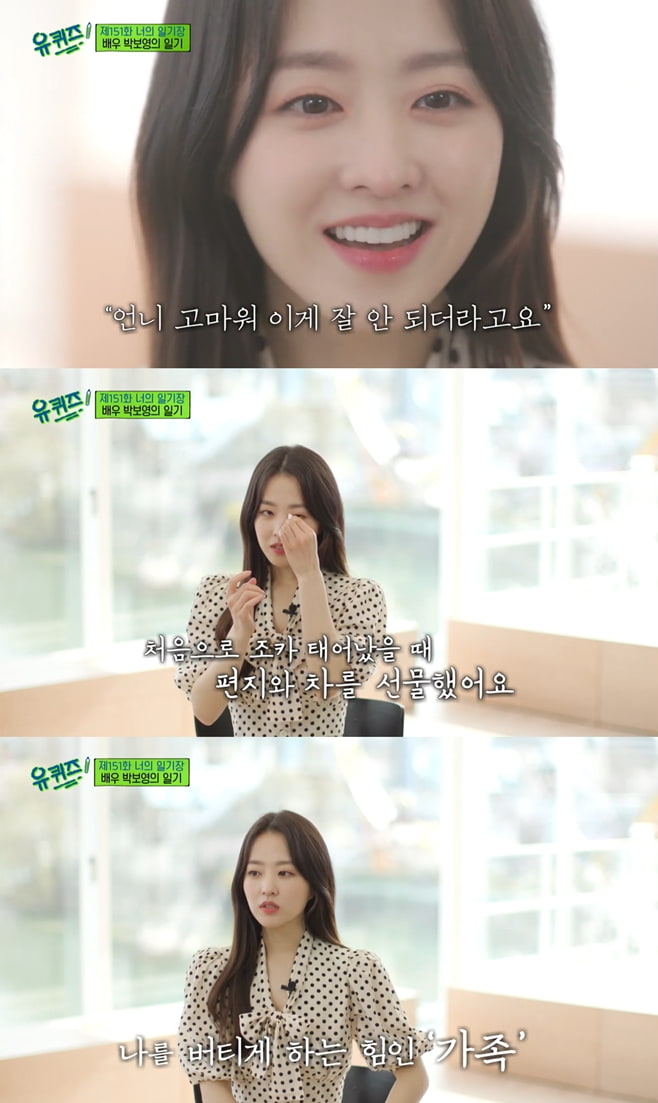 유퀴즈
제151화 너의 일기장
배우 박보영의 일기
“언니 고마워 이게 잘 안 되더라고요”
유퀴즈
제151화 너의 일기장
배우 박보영의 일기
처음으로 조카 태어났을 때
편지와 차를 선물했어요
유퀴즈
제151화 너의 일기장
배우 박보영의 일기
나를 버티게 하는 힘인 ‘가족’